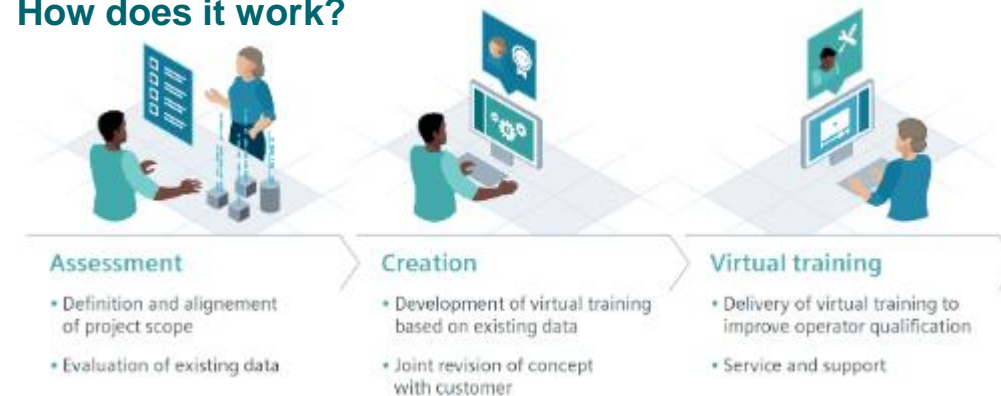 How does it work?
Assessment
• Definition and alignement
of project scope
• Evaluation of existing data
Creation
• Development of virtual training
based on existing data
• Joint revision of concept
with customer
Virtual training
• Delivery of virtual training to
improve operator qualification
• Service and support